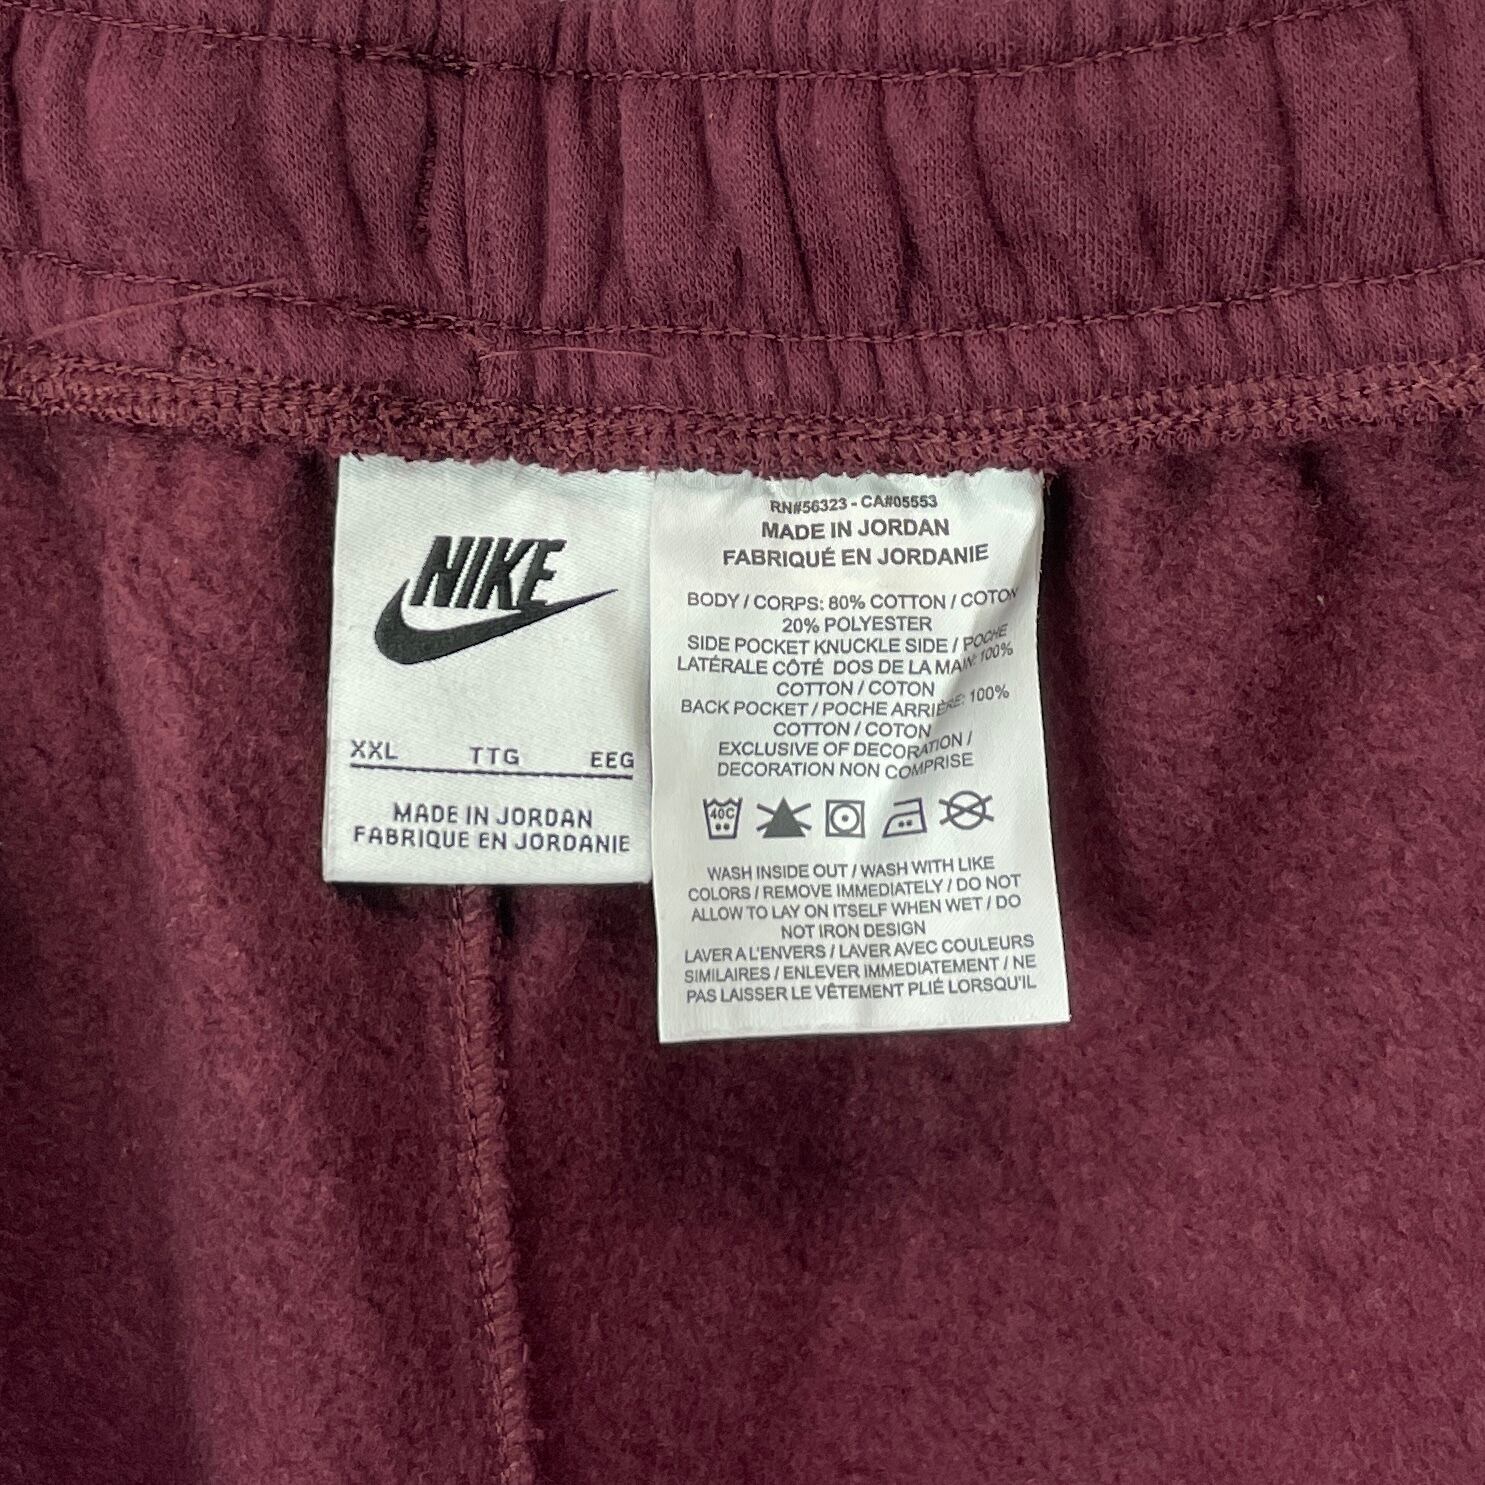 NIKE
XXL TTG EEG
MADE IN JORDAN
FABRIQUE EN JORDANIE
RN#56323 - CA#05553
MADE IN JORDAN
FABRIQUÉ EN JORDANIE
BODY / CORPS: 80% COTTON / COTON
20% POLYESTER
SIDE POCKET KNUCKLE SIDE / POCHE
LATÉRALE CÔTÉ DOS DE LA MAIN: 100%
COTTON / COTON
BACK POCKET / POCHE ARRIÈRE: 100%
COTTON / COTON
EXCLUSIVE OF DECORATION /
DECORATION NON COMPRISE
40C
WASH INSIDE OUT / WASH WITH LIKE
COLORS / REMOVE IMMEDIATELY / DO NOT
ALLOW TO LAY ON ITSELF WHEN WET / DO
NOT IRON DESIGN
LAVER A L'ENVERS / LAVER AVEC COULEURS
SIMILAIRES / ENLEVER IMMEDIATEMENT / NE
PAS LAISSER LE VÊTEMENT PLIÉ LORSQU'IL